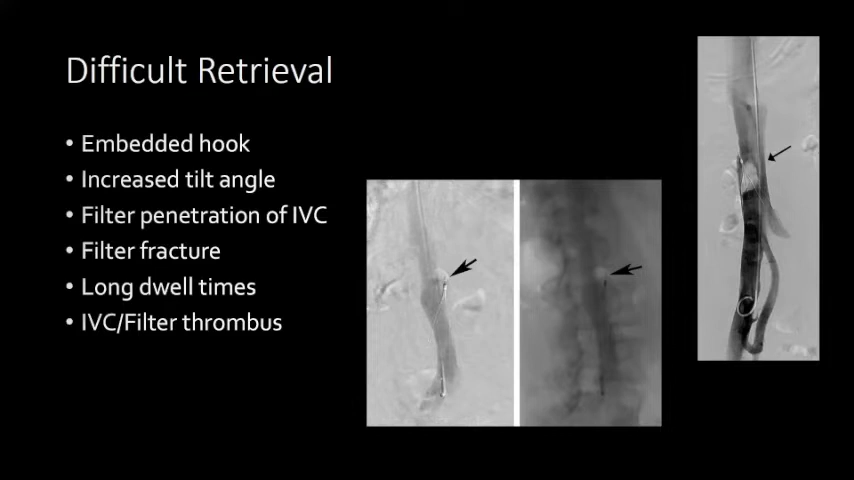 Difficult Retrieval
• Embedded hook
• Increased tilt angle
• Filter penetration of IVC
• Filter fracture
• Long dwell times
• IVC/Filter thrombus